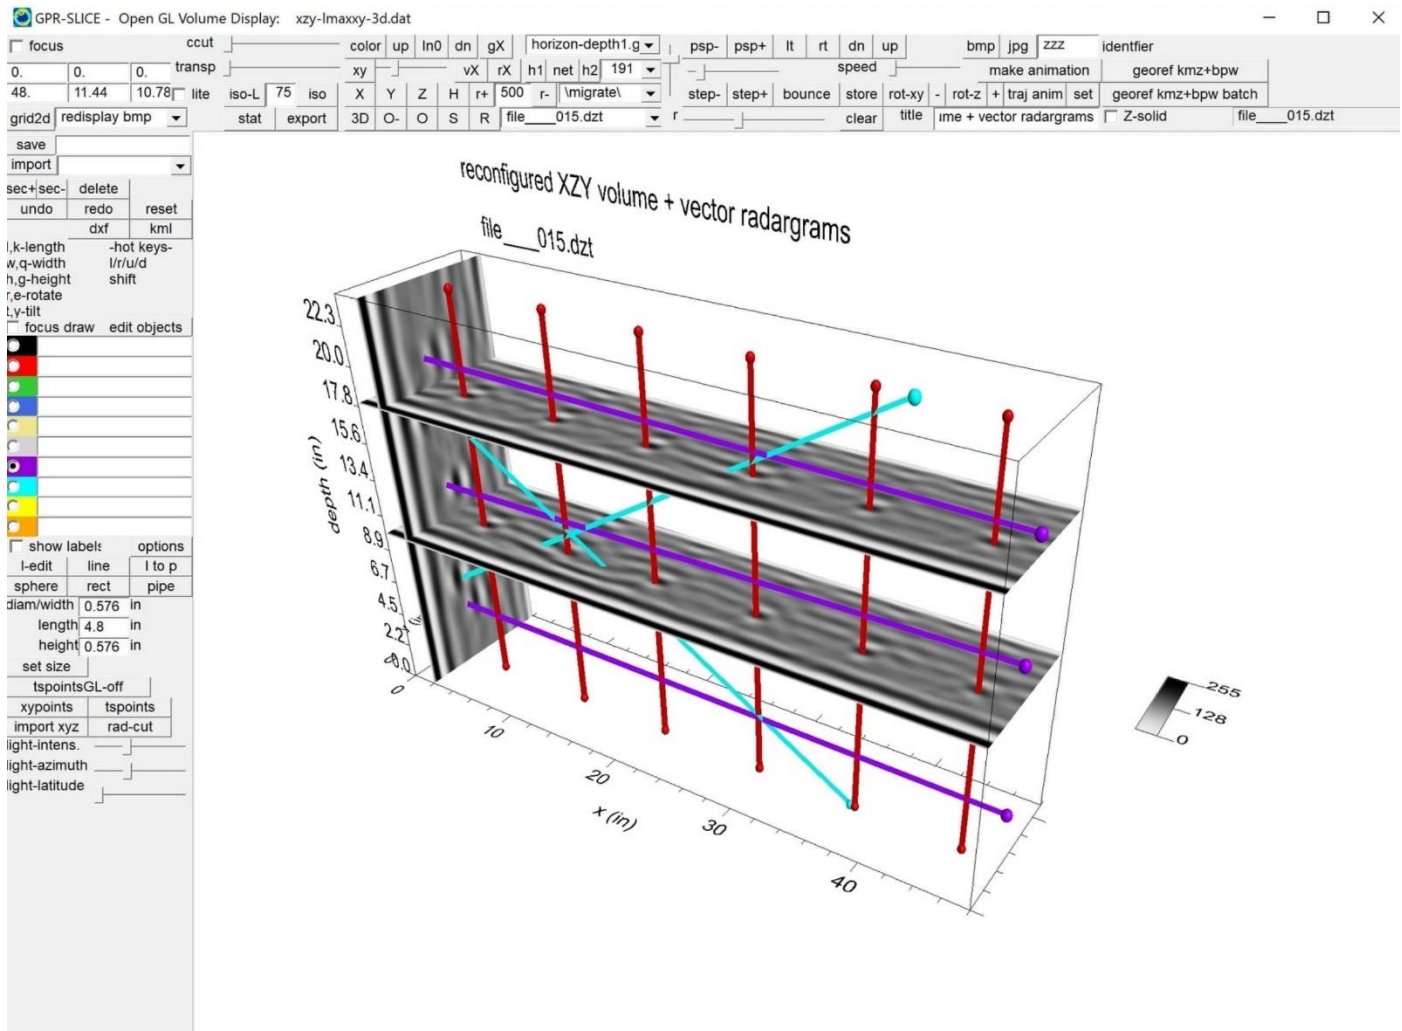 GPR-SLICE - Open GL Volume Display: xzy-lmaxxy-3d.dat
focus ccut color up ln0 dn gX horizon-depth1.g psp- psp+ lt rt dn up bmp jpg zzz identfier
0. 0. 0. transp xy vX rX h1 net h2 191 speed make animation georef kmz+bpw
48. 11.44 10.78 lite iso-L 75 iso X Y Z H r+ 500 r- \migrate\ step- step+ bounce store rot-xy - rot-z + traj anim set georef kmz+bpw batch
grid2d redisplay bmp stat export 3D O- O S R file____015.dzt r clear title ıme + vector radargrams Z-solid file____015.dzt
save
import
sec+ sec- delete
undo redo reset
dxf kml
l,k-length -hot keys-
w,q-width l/r/u/d
h,g-height shift
r,e-rotate
t,y-tilt
focus draw edit objects
show labels options
l-edit line l to p
sphere rect pipe
diam/width 0.576 in
length 4.8 in
height 0.576 in
set size
tspointsGL-off
xypoints tspoints
import xyz rad-cut
light-intens.
light-azimuth
light-latitude
reconfigured XZY volume + vector radargrams
file____015.dzt
22.3
20.0
17.8
15.6
13.4
11.1
8.9
6.7
4.5
2.2
0.0
depth (in)
0
10
20
30
40
x (in)
255
128
0